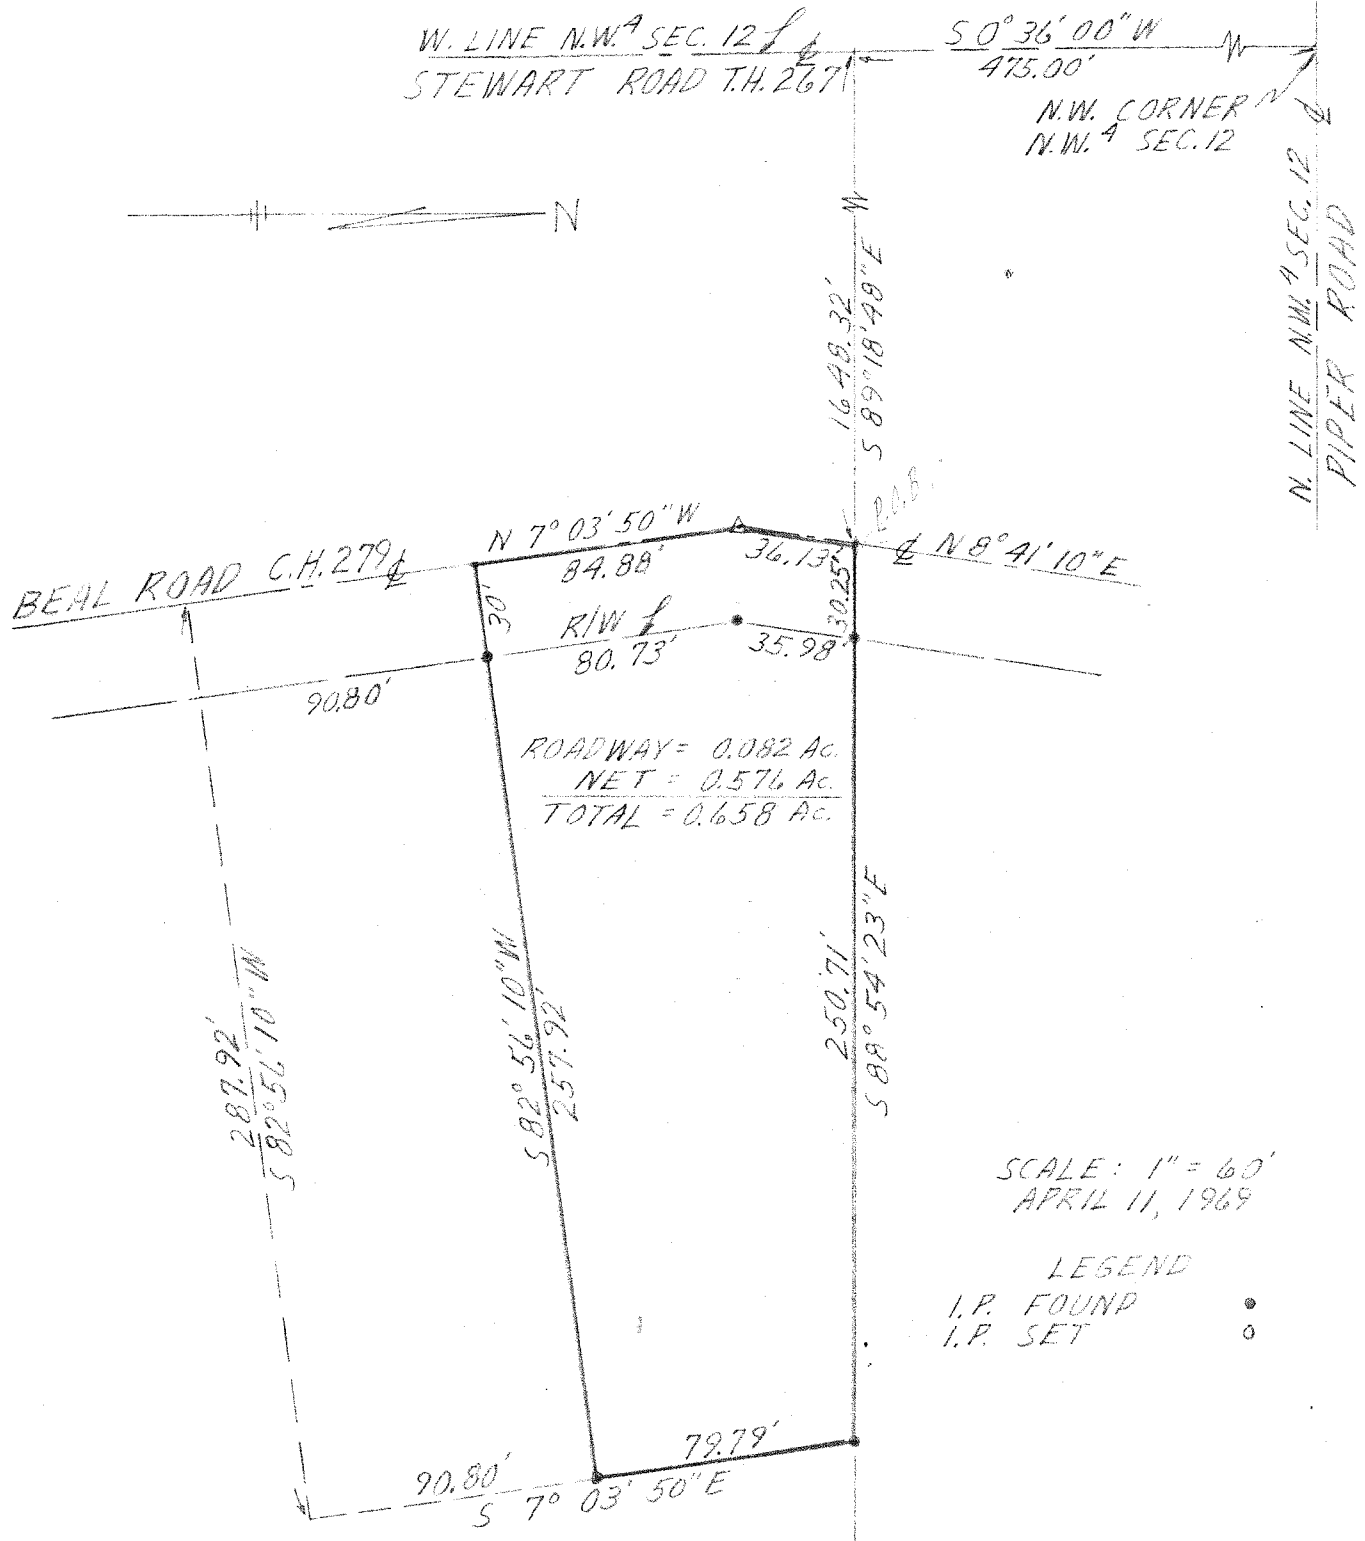 W. LINE N.W.4 SEC. 12
STEWART ROAD T.H. 267
S 0° 36' 00" W
475.00'
N.W. CORNER
N.W.4 SEC. 12
N. LINE N.W.4 SEC. 12
PIPER ROAD
N
1648.32'
S 89° 18' 48" E
P.O.B.
N 8° 41' 10" E
N 7° 03' 50" W
84.88'
36.13'
30.25'
BEAL ROAD C.H. 279
30'
R/W
80.73'
35.98'
90.80'
ROADWAY = 0.082 Ac.
NET = 0.576 Ac.
TOTAL = 0.658 Ac.
287.92'
S 82° 56' 10" W
S 82° 56' 10" W
257.92'
250.71'
S 88° 54' 23" E
SCALE: 1" = 60'
APRIL 11, 1969
LEGEND
I.P. FOUND
I.P. SET
79.79'
90.80'
S 7° 03' 50" E